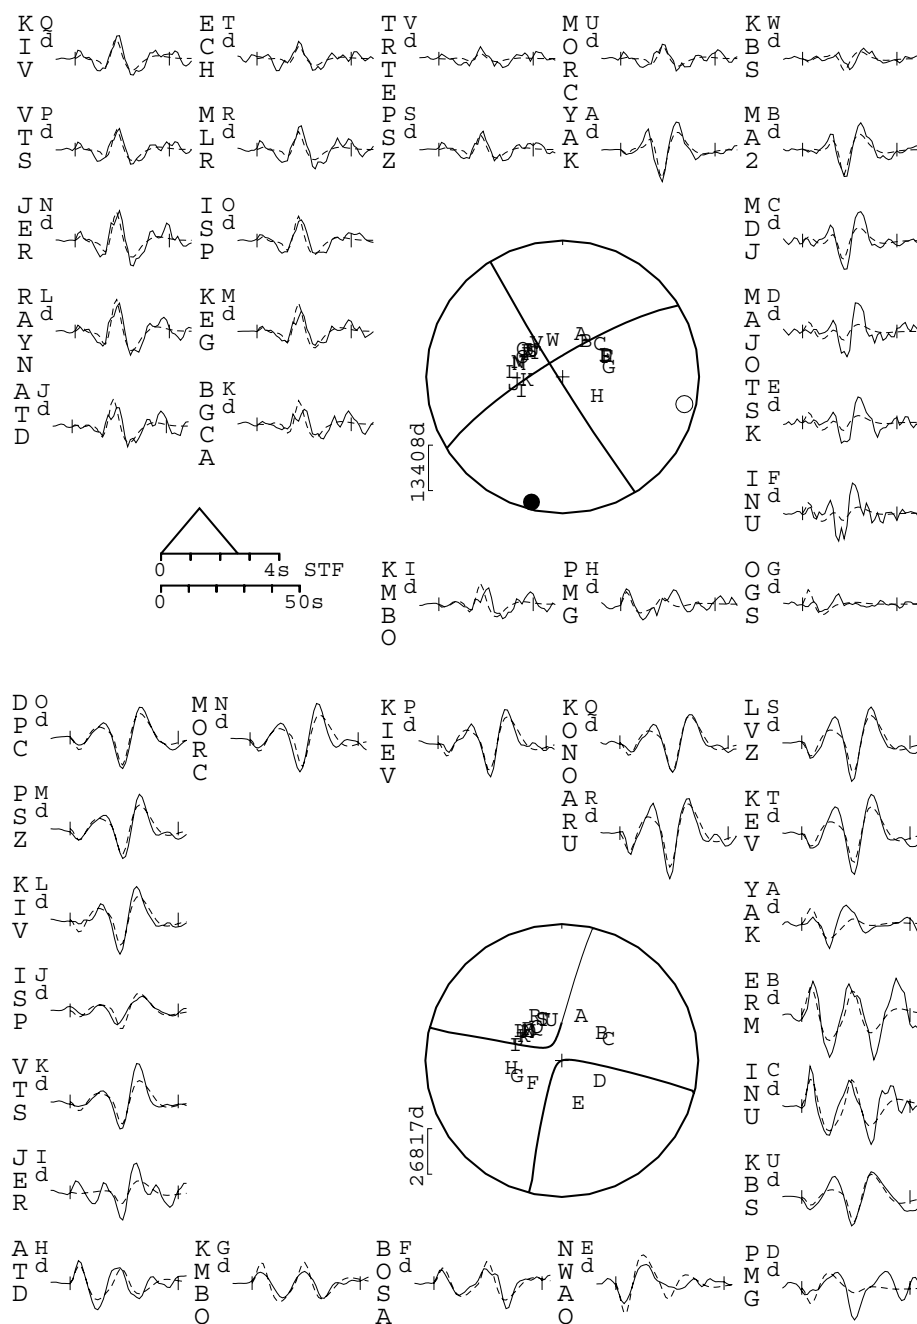 KIV Q d
ECH T d
TRTE V d
MORC U d
KBS W d
VTS P d
MLR R d
PSZ S d
YAK A d
MA2 B d
JER N d
ISP O d
MDJ C d
RAYN L d
KEG M d
MAJO D d
ATD J d
BGCA K d
TSK E d
INU F d
A
B
C
V W
E
G
M
L
J K
I
H
13408d
0 4s STF
0 50s
KMBO I d
PMG H d
OGS G d
DPC O d
MORC N d
KIEV P d
KONO Q d
LVZ S d
PSZ M d
ARU R d
KEV T d
KIV L d
YAK A d
ISP J d
ERM B d
VTS K d
INU C d
JER I d
KBS U d
R
U
A
Q
B
C
I
H
G
F
D
E
26817d
ATD H d
KMBO G d
BOSA F d
NWAO E d
PMG D d